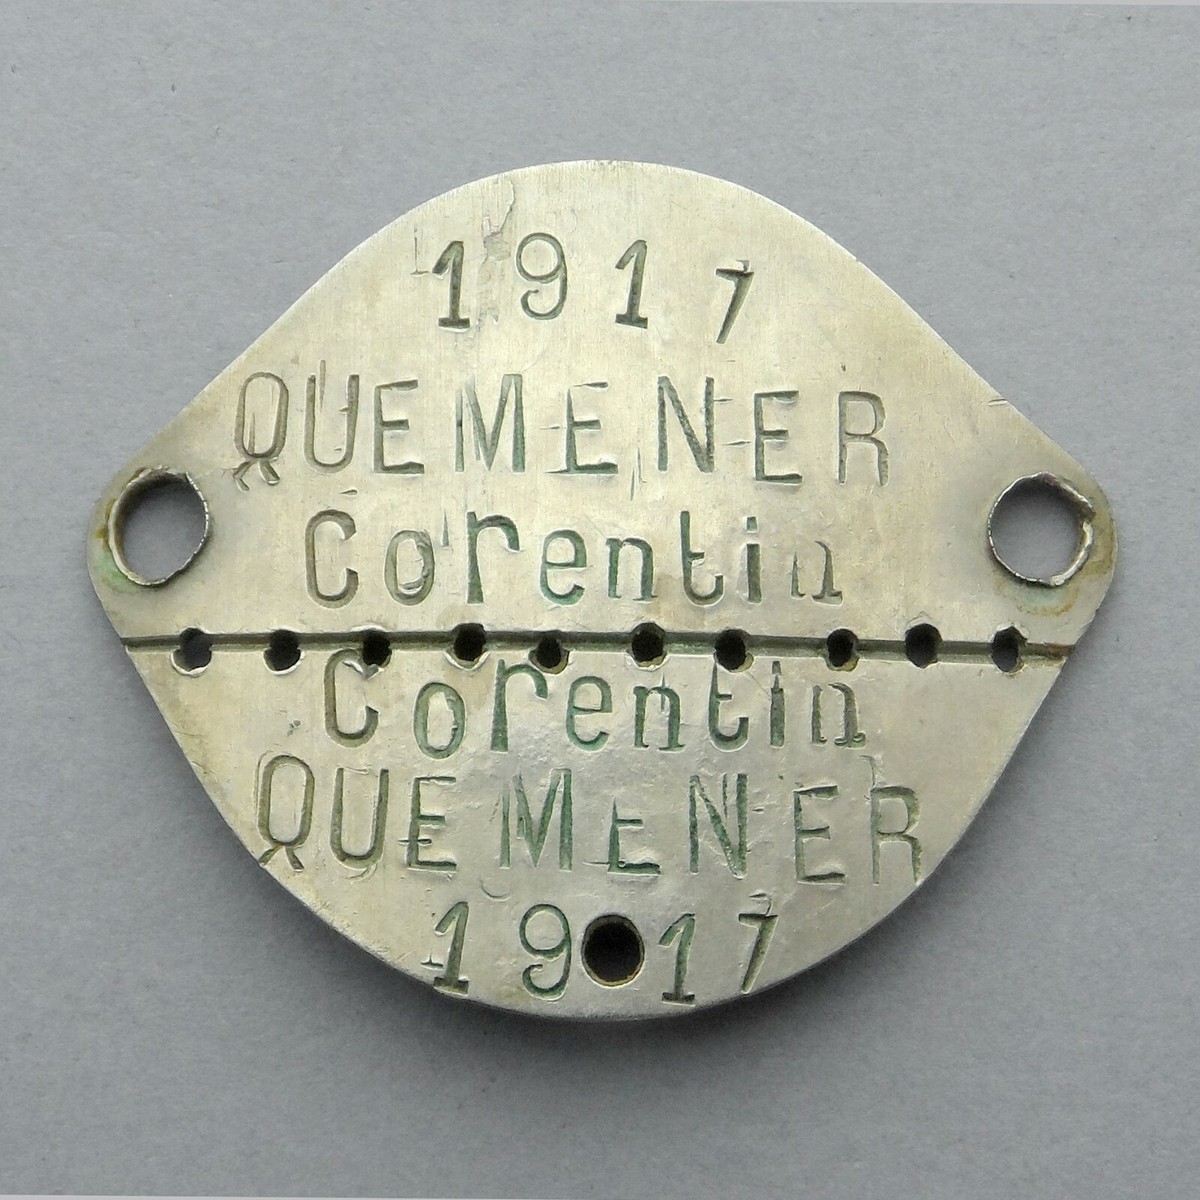 1917
QUEMENER
Corentin
Corentin
QUEMENER
1917